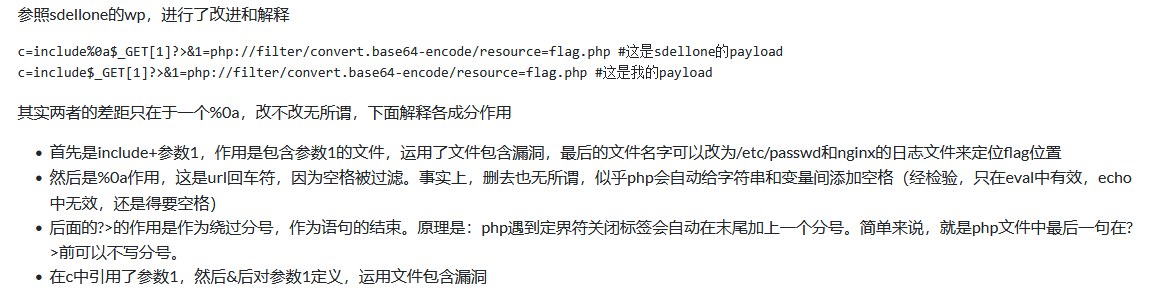 参照sdellone的wp，进行了改进和解释
c=include%0a$_GET[1]?>&1=php://filter/convert.base64-encode/resource=flag.php #这是sdellone的payload
c=include$_GET[1]?>&1=php://filter/convert.base64-encode/resource=flag.php #这是我的payload
其实两者的差距只在于一个%0a，改不改无所谓，下面解释各成分作用
• 首先是include+参数1，作用是包含参数1的文件，运用了文件包含漏洞，最后的文件名字可以改为/etc/passwd和nginx的日志文件来定位flag位置
• 然后是%0a作用，这是url回车符，因为空格被过滤。事实上，删去也无所谓，似乎php会自动给字符串和变量间添加空格（经检验，只在eval中有效，echo
中无效，还是得要空格）
• 后面的?>的作用是作为绕过分号，作为语句的结束。原理是：php遇到定界符关闭标签会自动在末尾加上一个分号。简单来说，就是php文件中最后一句在?
>前可以不写分号。
• 在c中引用了参数1，然后&后对参数1定义，运用文件包含漏洞